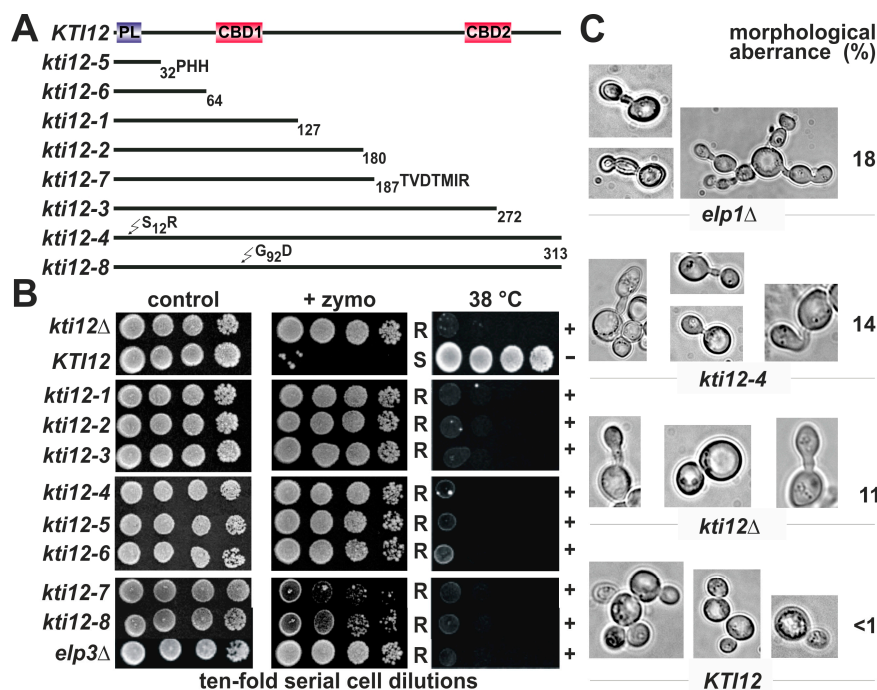 A
KTI12 PL CBD1 CBD2
kti12-5 32PHH
kti12-6 64
kti12-1 127
kti12-2 180
kti12-7 187TVDTMIR
kti12-3 272
kti12-4 S12R
kti12-8 G92D 313
B
control + zymo 38 °C
kti12Δ R +
KTI12 S –
kti12-1 R +
kti12-2 R +
kti12-3 R +
kti12-4 R +
kti12-5 R +
kti12-6 R +
kti12-7 R +
kti12-8 R +
elp3Δ R +
ten-fold serial cell dilutions
C
morphological
aberrance (%)
18
elp1Δ
14
kti12-4
11
kti12Δ
<1
KTI12